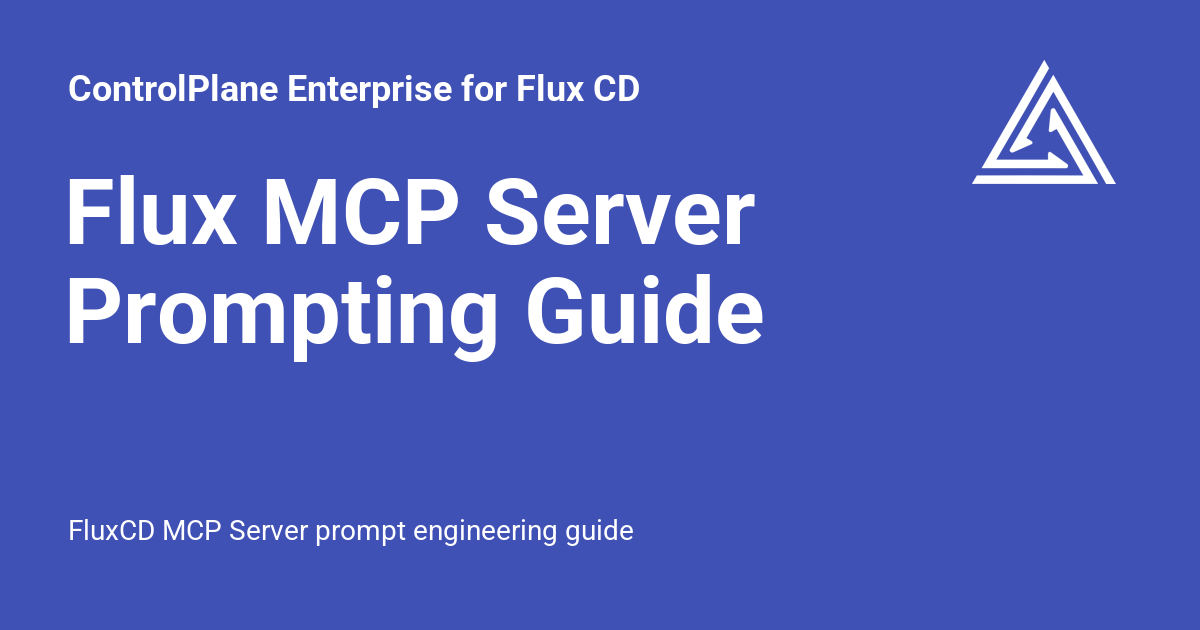 ControlPlane Enterprise for Flux CD
Flux MCP Server
Prompting Guide
FluxCD MCP Server prompt engineering guide